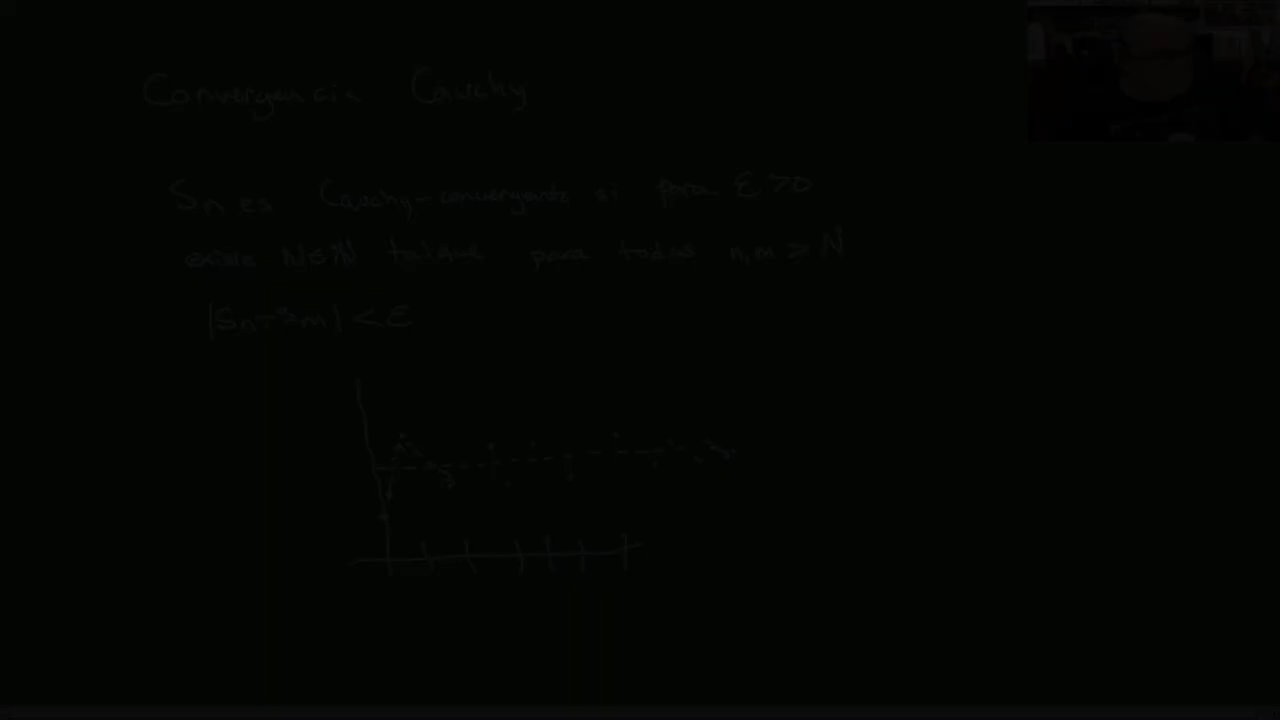 Convergencia Cauchy
Sn es Cauchy-convergente si para ε > 0
existe N ∈ ℕ tal que para todos n, m > N
|Sn - Sm| < ε